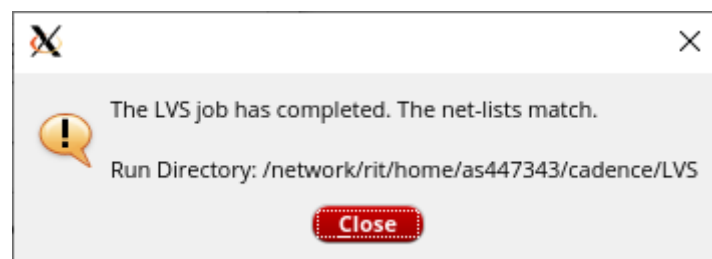 The LVS job has completed. The net-lists match.
Run Directory: /network/rit/home/as447343/cadence/LVS
Close